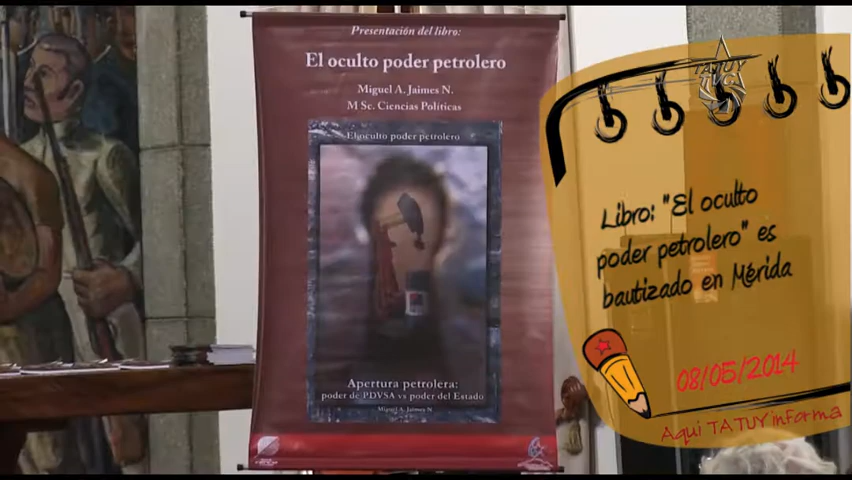 Presentación del libro:
El oculto poder petrolero
Miguel A. Jaimes N.
M Sc. Ciencias Políticas
El oculto poder petrolero
Apertura petrolera:
poder de PDVSA vs poder del Estado
Miguel A. Jaimes N.
TATUY
TVC
Libro: "El oculto
poder petrolero" es
bautizado en Mérida
08/05/2014
Aquí TATUY informa